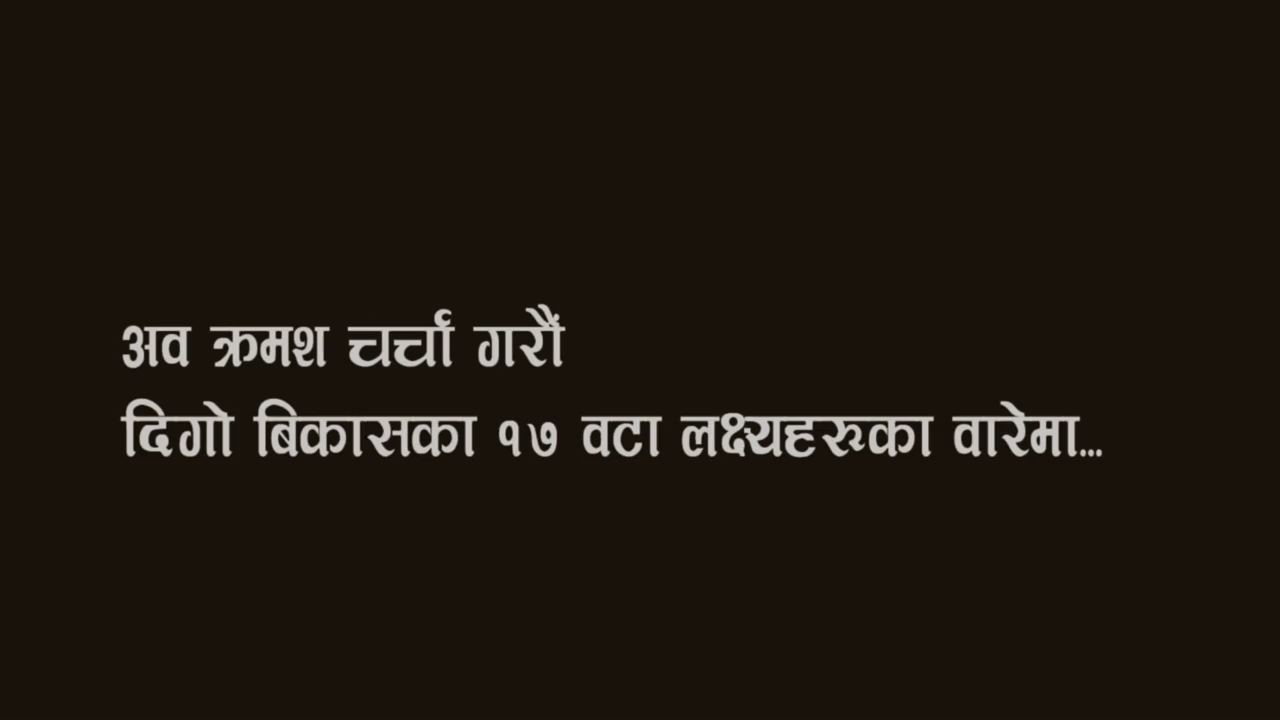 अव क्रमश चर्चा गरौं
दिगो बिकासका १७ वटा लक्ष्यहरुका वारेमा...